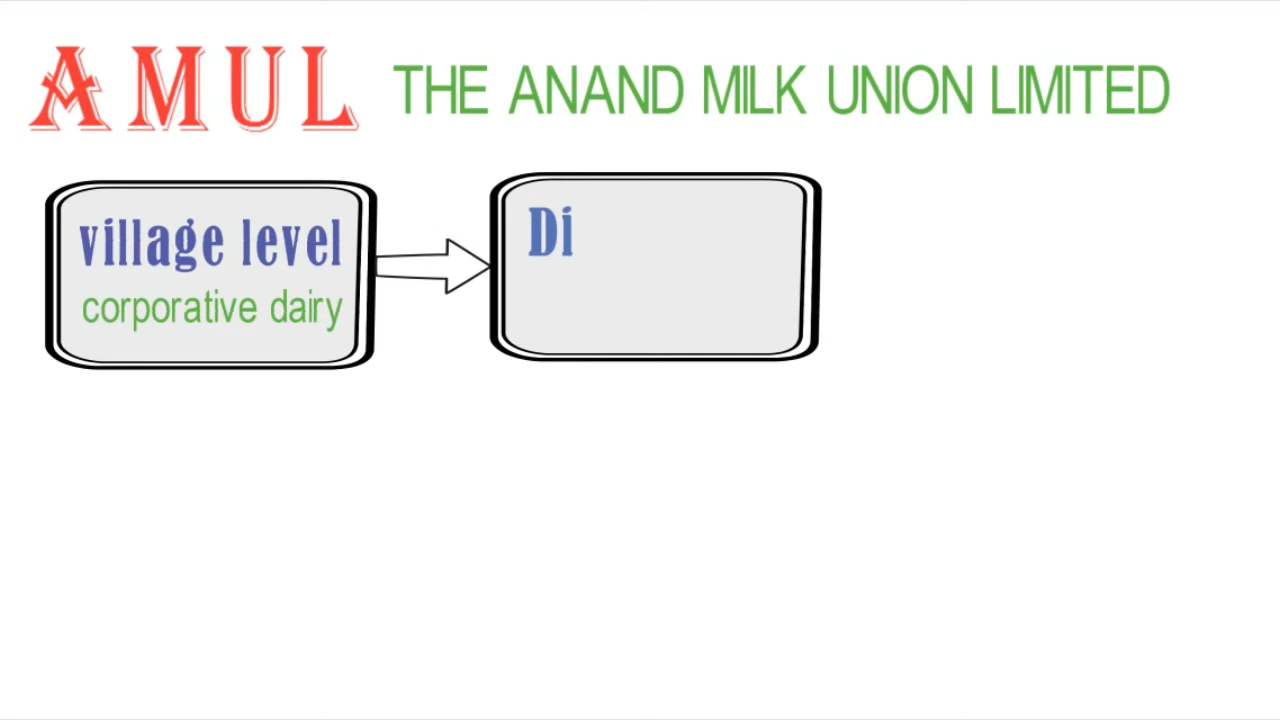 AMUL THE ANAND MILK UNION LIMITED
village level
corporative dairy
Di